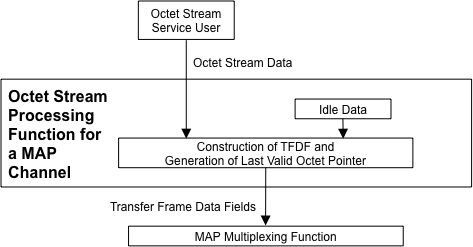 Octet Stream
Service User
Octet Stream Data
Octet Stream
Processing
Function for
a MAP
Channel
Idle Data
Construction of TFDF and
Generation of Last Valid Octet Pointer
Transfer Frame Data Fields
MAP Multiplexing Function